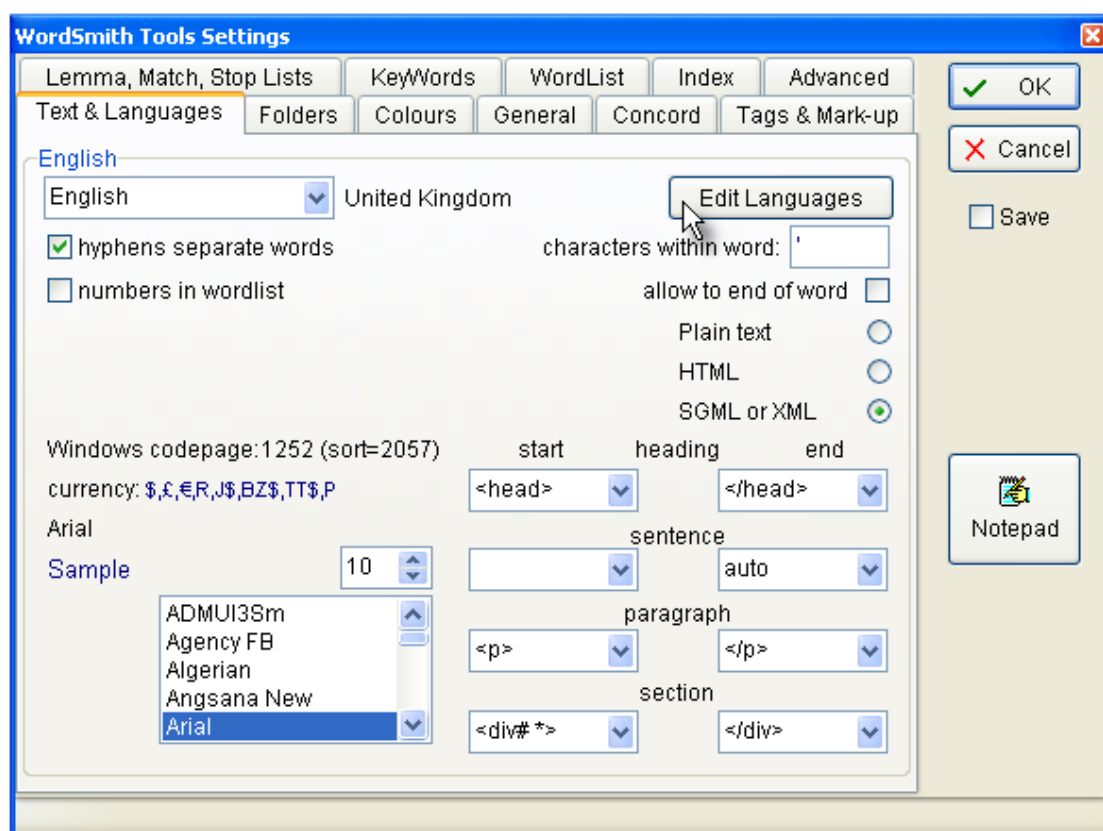 WordSmith Tools Settings
Lemma, Match, Stop Lists KeyWords WordList Index Advanced
Text & Languages Folders Colours General Concord Tags & Mark-up
OK
Cancel
Save
English
English United Kingdom Edit Languages
hyphens separate words characters within word: '
numbers in wordlist allow to end of word
Plain text
HTML
SGML or XML
Windows codepage:1252 (sort=2057) start heading end
currency: $,£,€,R,J$,BZ$,TT$,P <head> </head>
Arial sentence
Sample 10 auto
ADMUI3Sm
Agency FB
Algerian
Angsana New
Arial
paragraph
<p> </p>
section
<div# *> </div>
Notepad